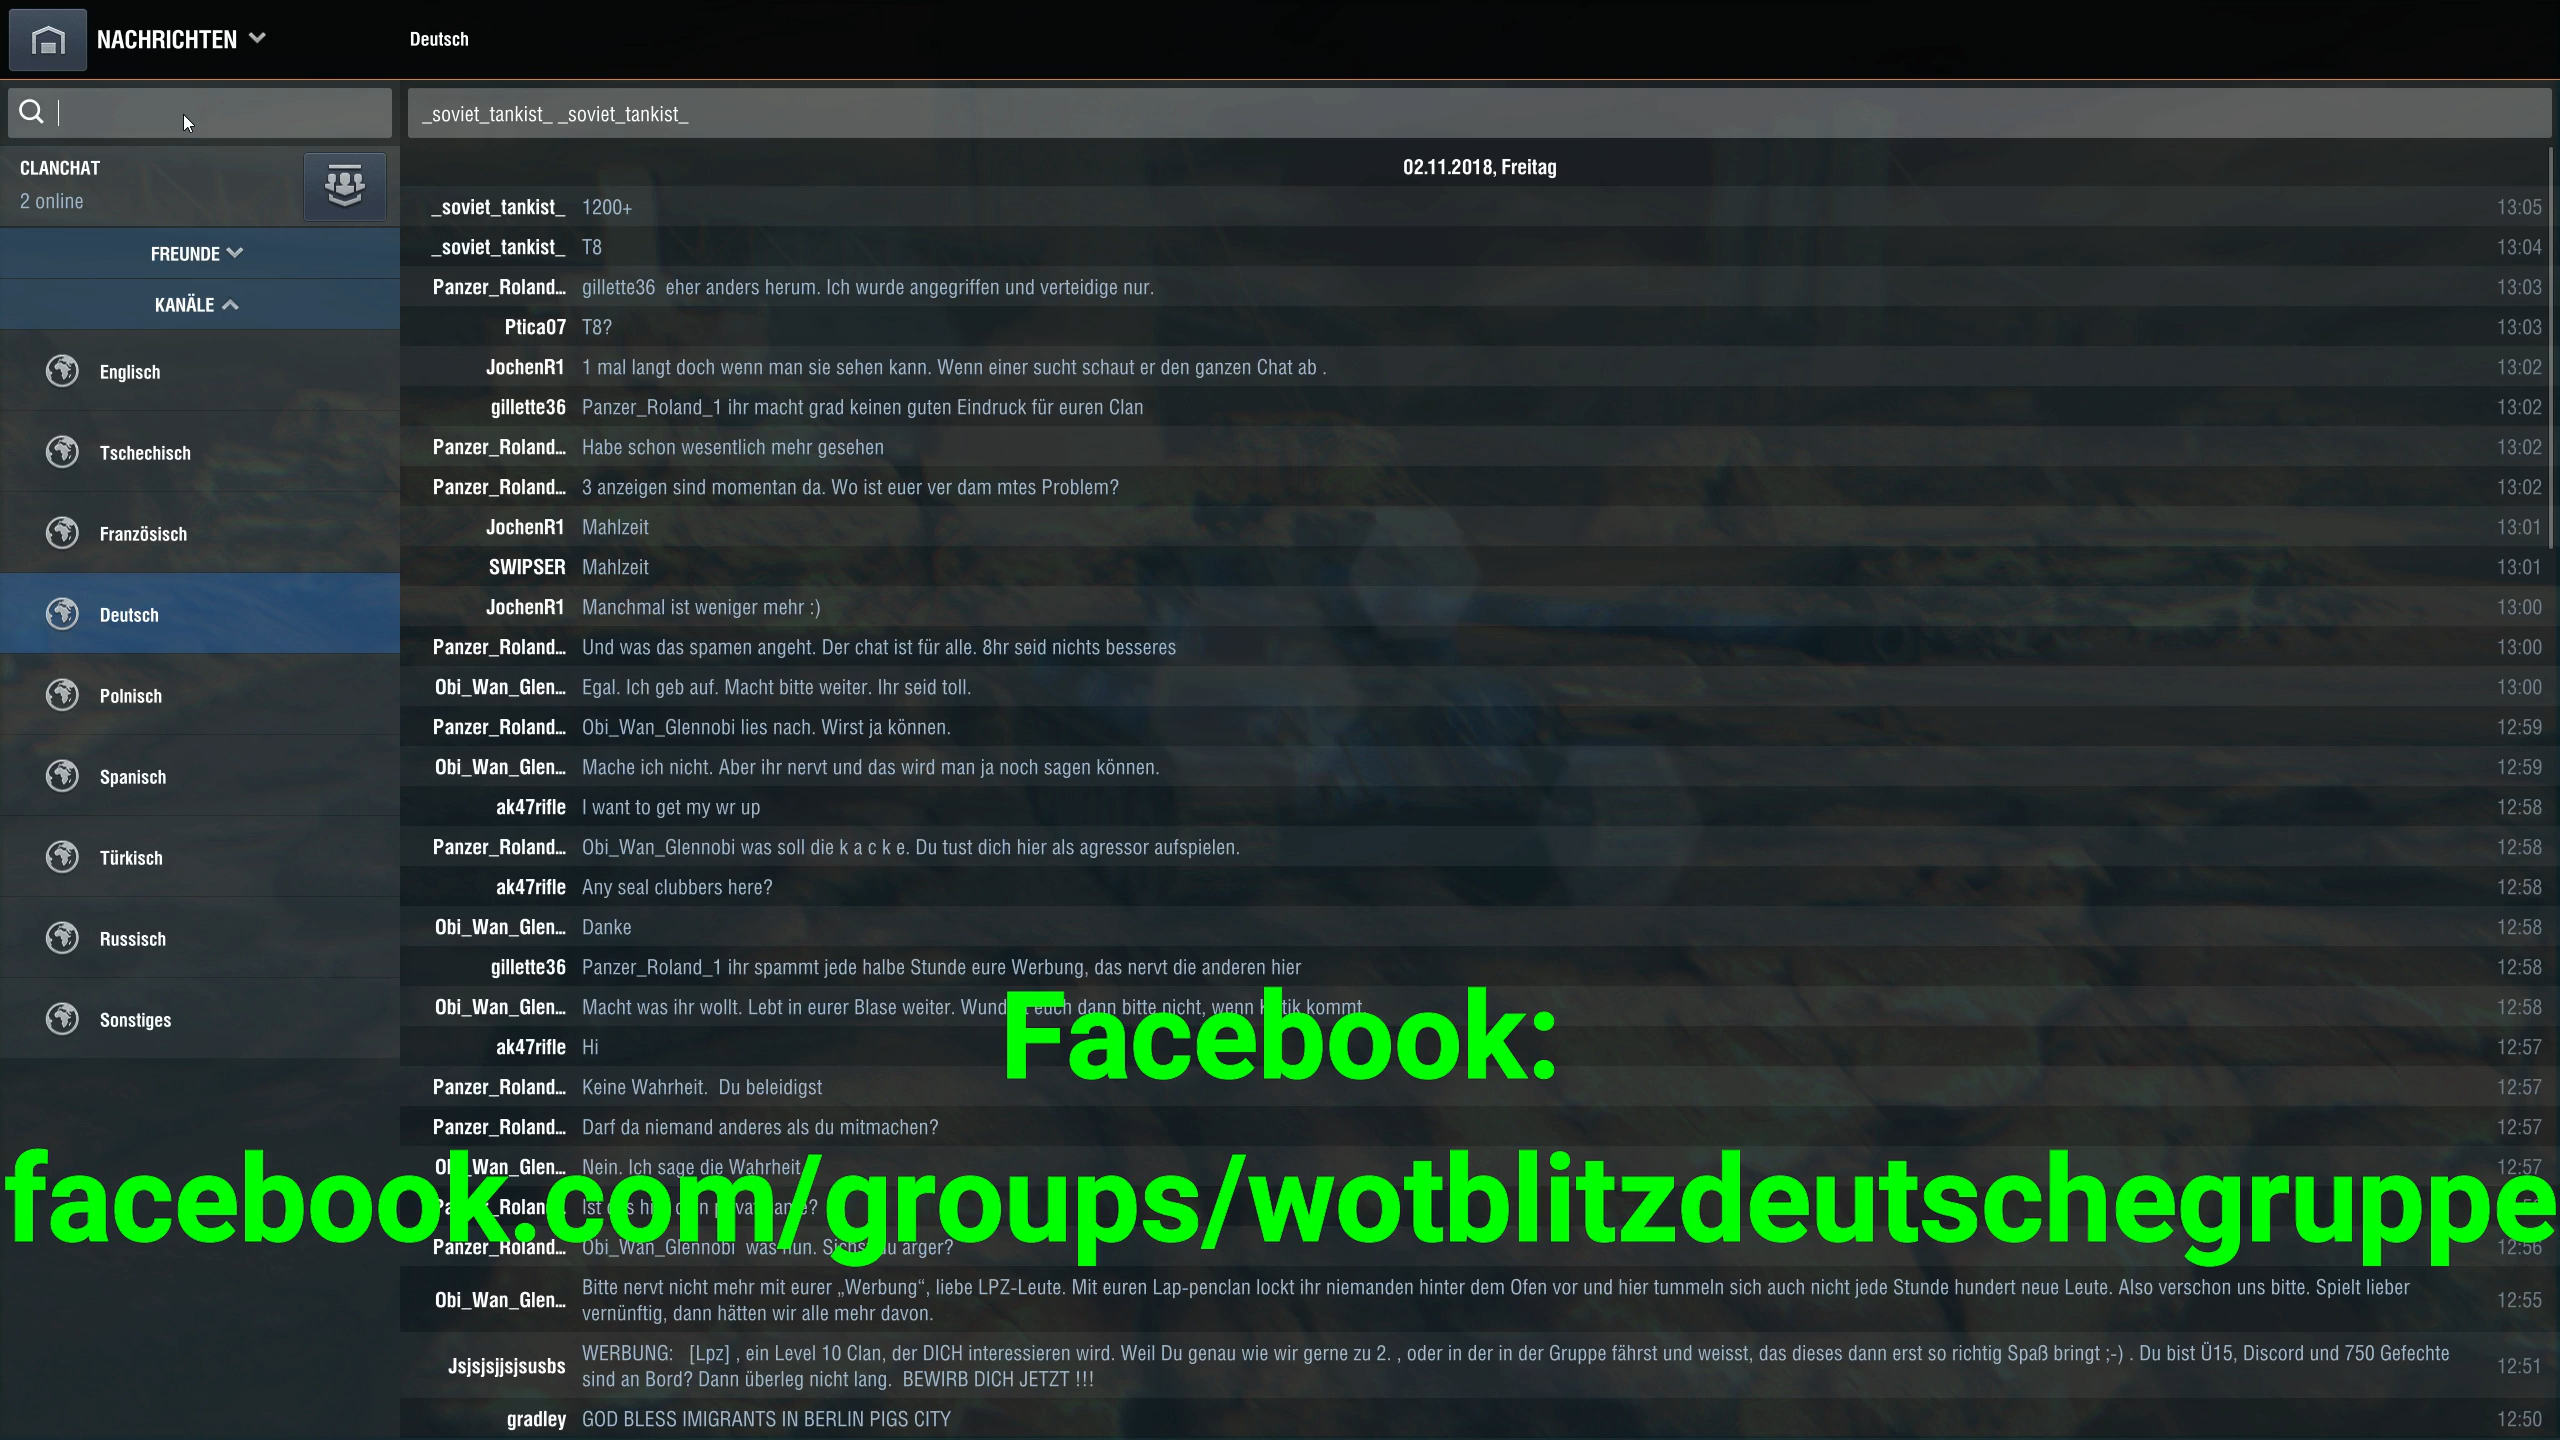 NACHRICHTEN
Deutsch
_soviet_tankist_ _soviet_tankist_
CLANCHAT
2 online
FREUNDE
KANÄLE
Englisch
Tschechisch
Französisch
Deutsch
Polnisch
Spanisch
Türkisch
Russisch
Sonstiges
02.11.2018, Freitag
_soviet_tankist_ 1200+ 13:05
_soviet_tankist_ T8 13:04
Panzer_Roland... gillette36 eher anders herum. Ich wurde angegriffen und verteidige nur. 13:03
Ptica07 T8? 13:03
JochenR1 1 mal langt doch wenn man sie sehen kann. Wenn einer sucht schaut er den ganzen Chat ab . 13:02
gillette36 Panzer_Roland_1 ihr macht grad keinen guten Eindruck für euren Clan 13:02
Panzer_Roland... Habe schon wesentlich mehr gesehen 13:02
Panzer_Roland... 3 anzeigen sind momentan da. Wo ist euer ver dam mtes Problem? 13:02
JochenR1 Mahlzeit 13:01
SWIPSER Mahlzeit 13:01
JochenR1 Manchmal ist weniger mehr :) 13:00
Panzer_Roland... Und was das spamen angeht. Der chat ist für alle. 8hr seid nichts besseres 13:00
Obi_Wan_Glen... Egal. Ich geb auf. Macht bitte weiter. Ihr seid toll. 13:00
Panzer_Roland... Obi_Wan_Glennobi lies nach. Wirst ja können. 12:59
Obi_Wan_Glen... Mache ich nicht. Aber ihr nervt und das wird man ja noch sagen können. 12:59
ak47rifle I want to get my wr up 12:58
Panzer_Roland... Obi_Wan_Glennobi was soll die k a c k e. Du tust dich hier als agressor aufspielen. 12:58
ak47rifle Any seal clubbers here? 12:58
Obi_Wan_Glen... Danke 12:58
gillette36 Panzer_Roland_1 ihr spammt jede halbe Stunde eure Werbung, das nervt die anderen hier 12:58
Obi_Wan_Glen... Macht was ihr wollt. Lebt in eurer Blase weiter. euch dann bitte nicht, wenn kommt. 12:58
Facebook:
ak47rifle Hi 12:57
Panzer_Roland... Keine Wahrheit. Du beleidigst 12:57
Panzer_Roland... Darf da niemand anderes als du mitmachen? 12:57
Obi_Wan_Glen... Nein. Ich sage die Wahrheit 12:57
facebook.com/groups/wotblitzdeutschegruppe
Panzer_Roland... Ist
Panzer_Roland... Obi_Wan_Glennobi was nun. ärger? 12:56
Obi_Wan_Glen... Bitte nervt nicht mehr mit eurer „Werbung“, liebe LPZ-Leute. Mit euren Lap-penclan lockt ihr niemanden hinter dem Ofen vor und hier tummeln sich auch nicht jede Stunde hundert neue Leute. Also verschon uns bitte. Spielt lieber
vernünftig, dann hätten wir alle mehr davon. 12:55
Jsjsjsjjsjsusbs WERBUNG: [Lpz] , ein Level 10 Clan, der DICH interessieren wird. Weil Du genau wie wir gerne zu 2. , oder in der in der Gruppe fährst und weisst, das dieses dann erst so richtig Spaß bringt ;-) . Du bist Ü15, Discord und 750 Gefechte
sind an Bord? Dann überleg nicht lang. BEWIRB DICH JETZT !!! 12:51
gradley GOD BLESS IMIGRANTS IN BERLIN PIGS CITY 12:50